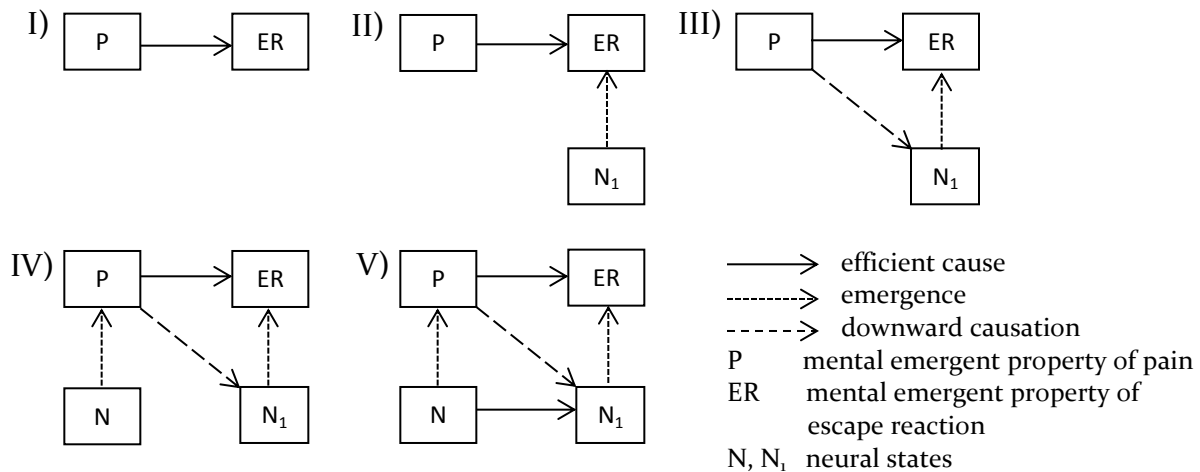 I) P ER
II) P ER
N₁
III) P ER
N₁
IV) P ER
N N₁
V) P ER
N N₁
efficient cause
emergence
downward causation
P mental emergent property of pain
ER mental emergent property of
escape reaction
N, N₁ neural states